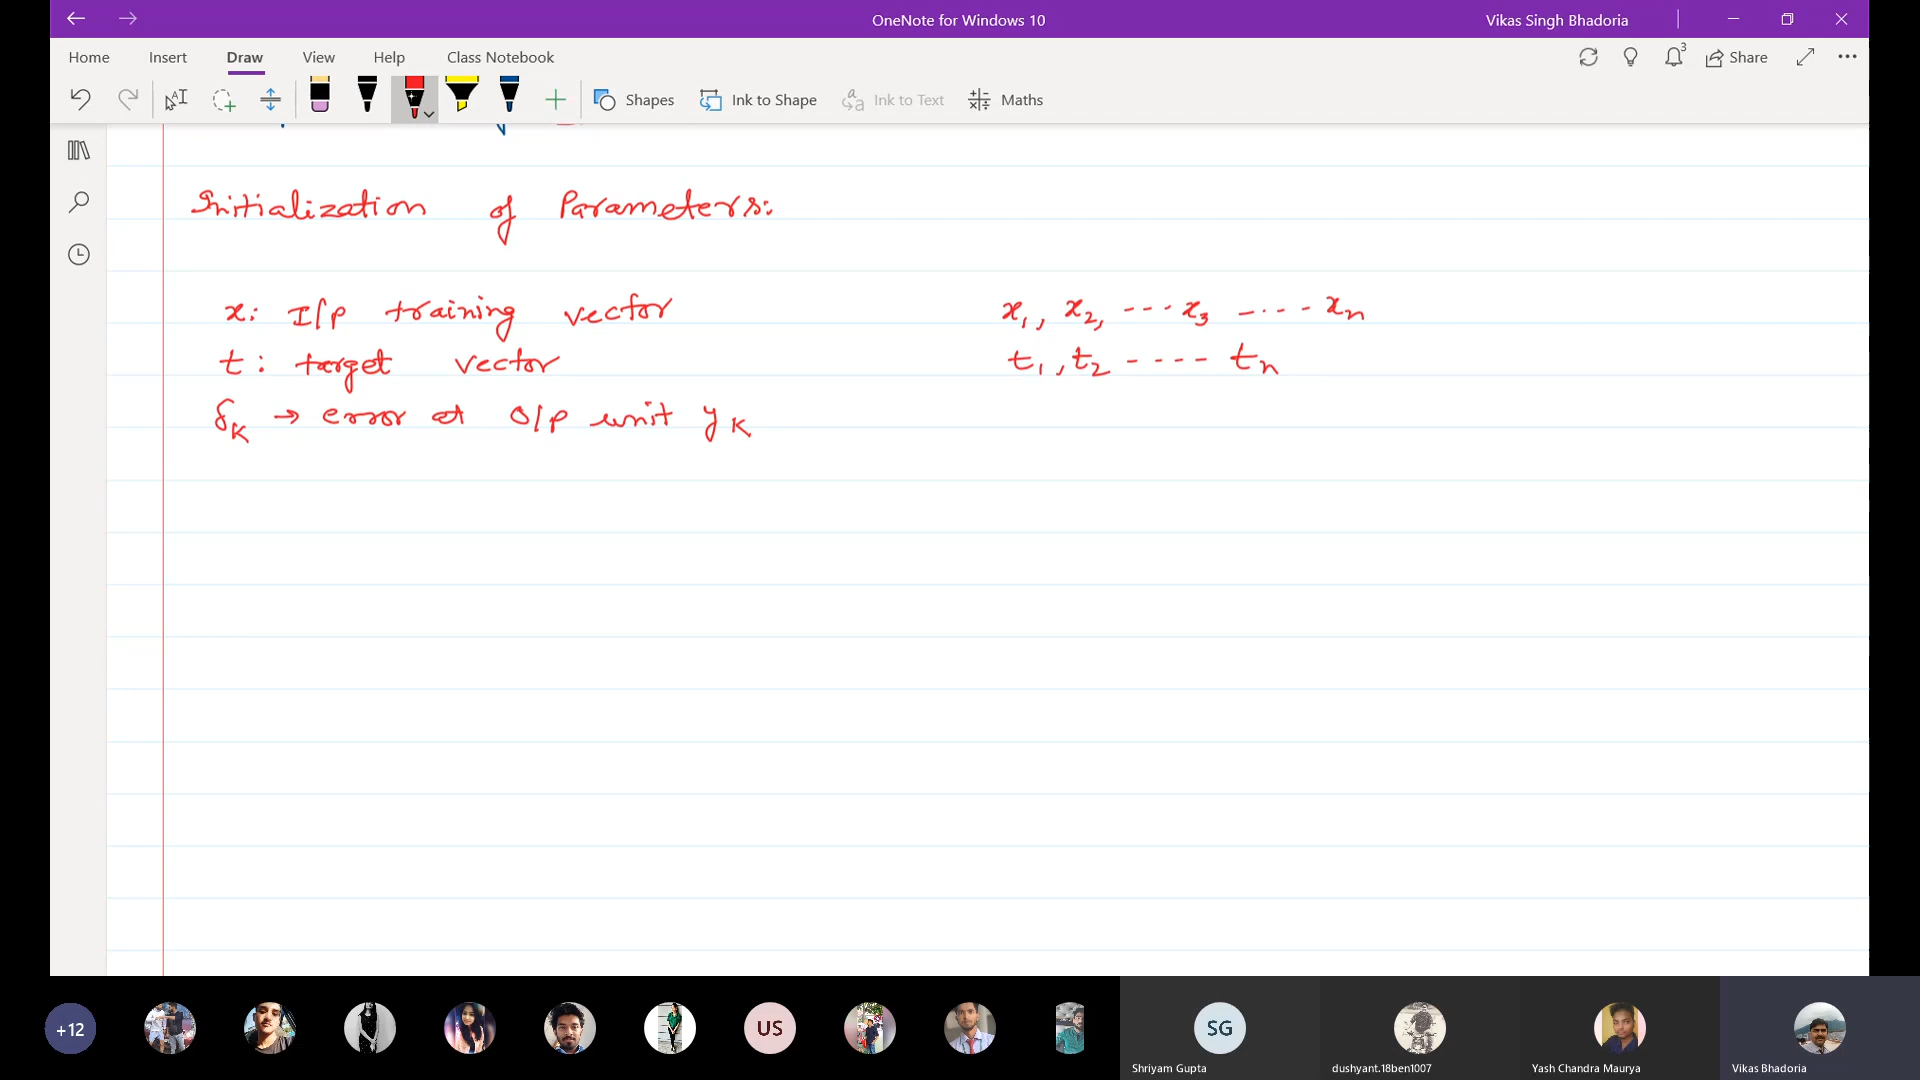 OneNote for Windows 10
Vikas Singh Bhadoria
Home Insert Draw View Help Class Notebook
3
Share
Shapes Ink to Shape Ink to Text Maths
Initialization of Parameters:
x: I/p training vector x₁, x₂, ---x₃ ----- xₙ
t: target vector t₁, t₂ ---- tₙ
δK → error at O/p unit yK
+12
US
SG
Shriyam Gupta
dushyant.18ben1007
Yash Chandra Maurya
Vikas Bhadoria